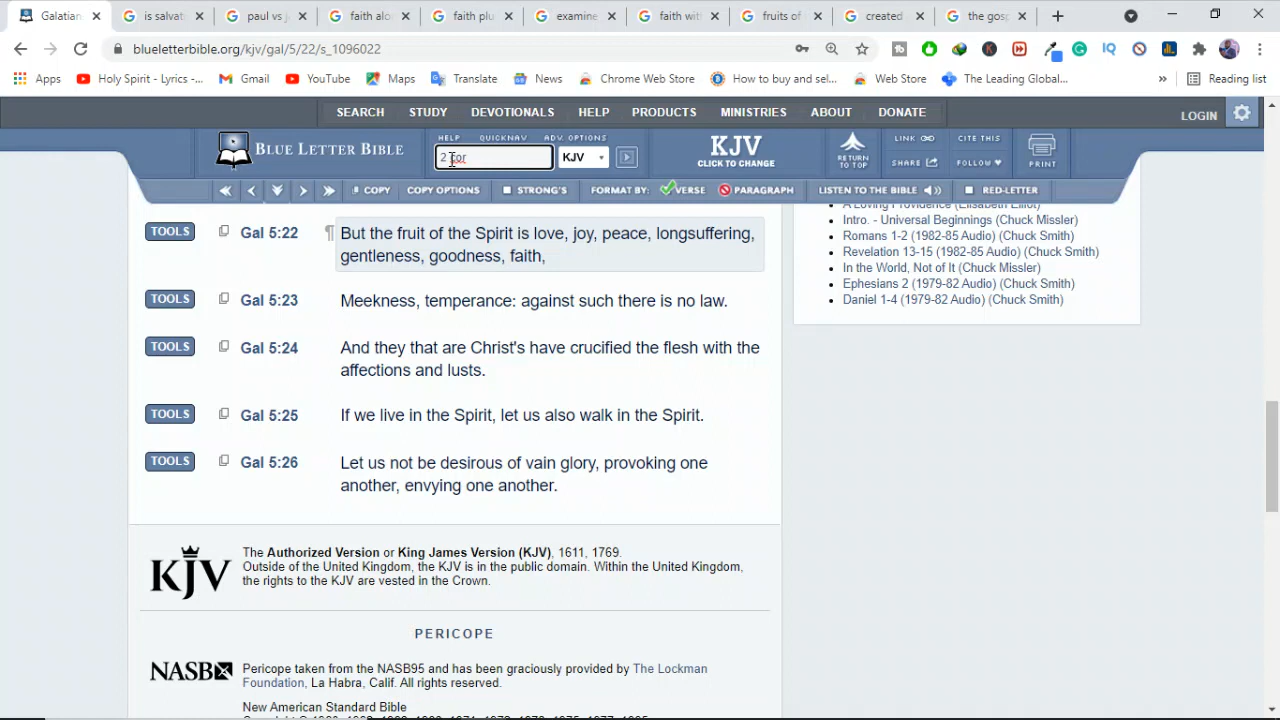 Galatian
is salvati
paul vs j
faith alo
faith plu
examine
faith with
fruits of
created
the gosp
blueletterbible.org/kjv/gal/5/22/s_1096022
Apps
Holy Spirit - Lyrics -...
Gmail
YouTube
Maps
Translate
News
Chrome Web Store
How to buy and sel...
Web Store
The Leading Global...
»
Reading list
SEARCH
STUDY
DEVOTIONALS
HELP
PRODUCTS
MINISTRIES
ABOUT
DONATE
LOGIN
BLUE LETTER BIBLE
HELP
QUICKNAV
ADV. OPTIONS
2 cor
KJV
KJV
CLICK TO CHANGE
RETURN
TO TOP
LINK
CITE THIS
SHARE
FOLLOW
PRINT
COPY
COPY OPTIONS
STRONG'S
FORMAT BY:
VERSE
PARAGRAPH
LISTEN TO THE BIBLE
RED-LETTER
TOOLS
Gal 5:22
¶
But the fruit of the Spirit is love, joy, peace, longsuffering,
gentleness, goodness, faith,
TOOLS
Gal 5:23
Meekness, temperance: against such there is no law.
TOOLS
Gal 5:24
And they that are Christ's have crucified the flesh with the
affections and lusts.
TOOLS
Gal 5:25
If we live in the Spirit, let us also walk in the Spirit.
TOOLS
Gal 5:26
Let us not be desirous of vain glory, provoking one
another, envying one another.
A Loving Providence (Elisabeth Elliot)
Intro. - Universal Beginnings (Chuck Missler)
Romans 1-2 (1982-85 Audio) (Chuck Smith)
Revelation 13-15 (1982-85 Audio) (Chuck Smith)
In the World, Not of It (Chuck Missler)
Ephesians 2 (1979-82 Audio) (Chuck Smith)
Daniel 1-4 (1979-82 Audio) (Chuck Smith)
KJV
The Authorized Version or King James Version (KJV), 1611, 1769.
Outside of the United Kingdom, the KJV is in the public domain. Within the United Kingdom,
the rights to the KJV are vested in the Crown.
PERICOPE
NASB
Pericope taken from the NASB95 and has been graciously provided by The Lockman
Foundation, La Habra, Calif. All rights reserved.
New American Standard Bible